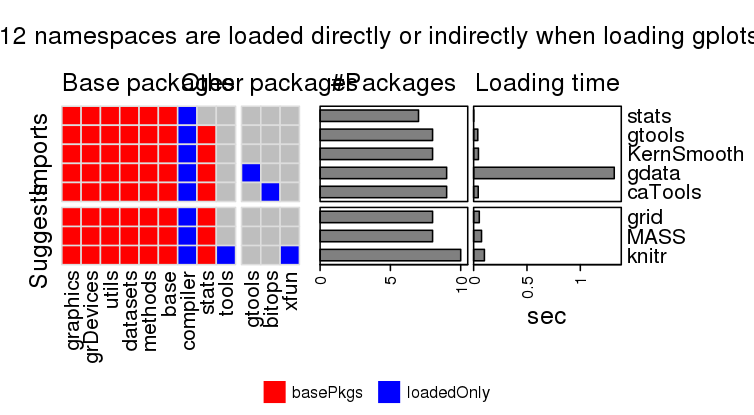 12 namespaces are loaded directly or indirectly when loading gplots
Base packages
Other packages
#Packages
Loading time
Imports
Suggests
stats
gtools
KernSmooth
gdata
caTools
grid
MASS
knitr
graphics
grDevices
utils
datasets
methods
base
compiler
stats
tools
gtools
bitops
xfun
0
5
10
0
0.5
1
sec
basePkgs
loadedOnly